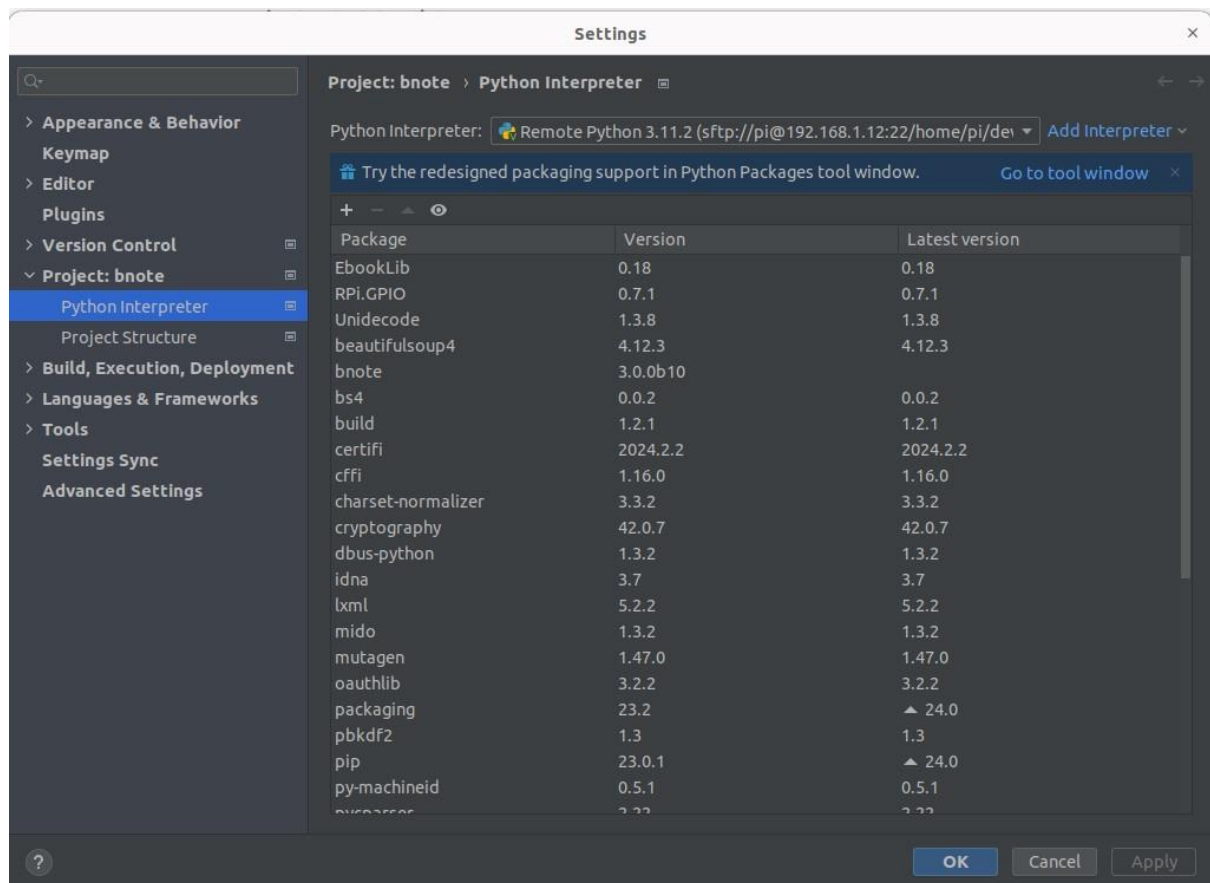 Settings
Project: bnote › Python Interpreter
Python Interpreter: Remote Python 3.11.2 (sftp://pi@192.168.1.12:22/home/pi/de Add Interpreter
Try the redesigned packaging support in Python Packages tool window. Go to tool window
Appearance & Behavior
Keymap
Editor
Plugins
Version Control
Project: bnote
Python Interpreter
Project Structure
Build, Execution, Deployment
Languages & Frameworks
Tools
Settings Sync
Advanced Settings
Package Version Latest version
EbookLib 0.18 0.18
RPi.GPIO 0.7.1 0.7.1
Unidecode 1.3.8 1.3.8
beautifulsoup4 4.12.3 4.12.3
bnote 3.0.0b10
bs4 0.0.2 0.0.2
build 1.2.1 1.2.1
certifi 2024.2.2 2024.2.2
cffi 1.16.0 1.16.0
charset-normalizer 3.3.2 3.3.2
cryptography 42.0.7 42.0.7
dbus-python 1.3.2 1.3.2
idna 3.7 3.7
lxml 5.2.2 5.2.2
mido 1.3.2 1.3.2
mutagen 1.47.0 1.47.0
oauthlib 3.2.2 3.2.2
packaging 23.2 24.0
pbkdf2 1.3 1.3
pip 23.0.1 24.0
py-machineid 0.5.1 0.5.1
? OK Cancel Apply